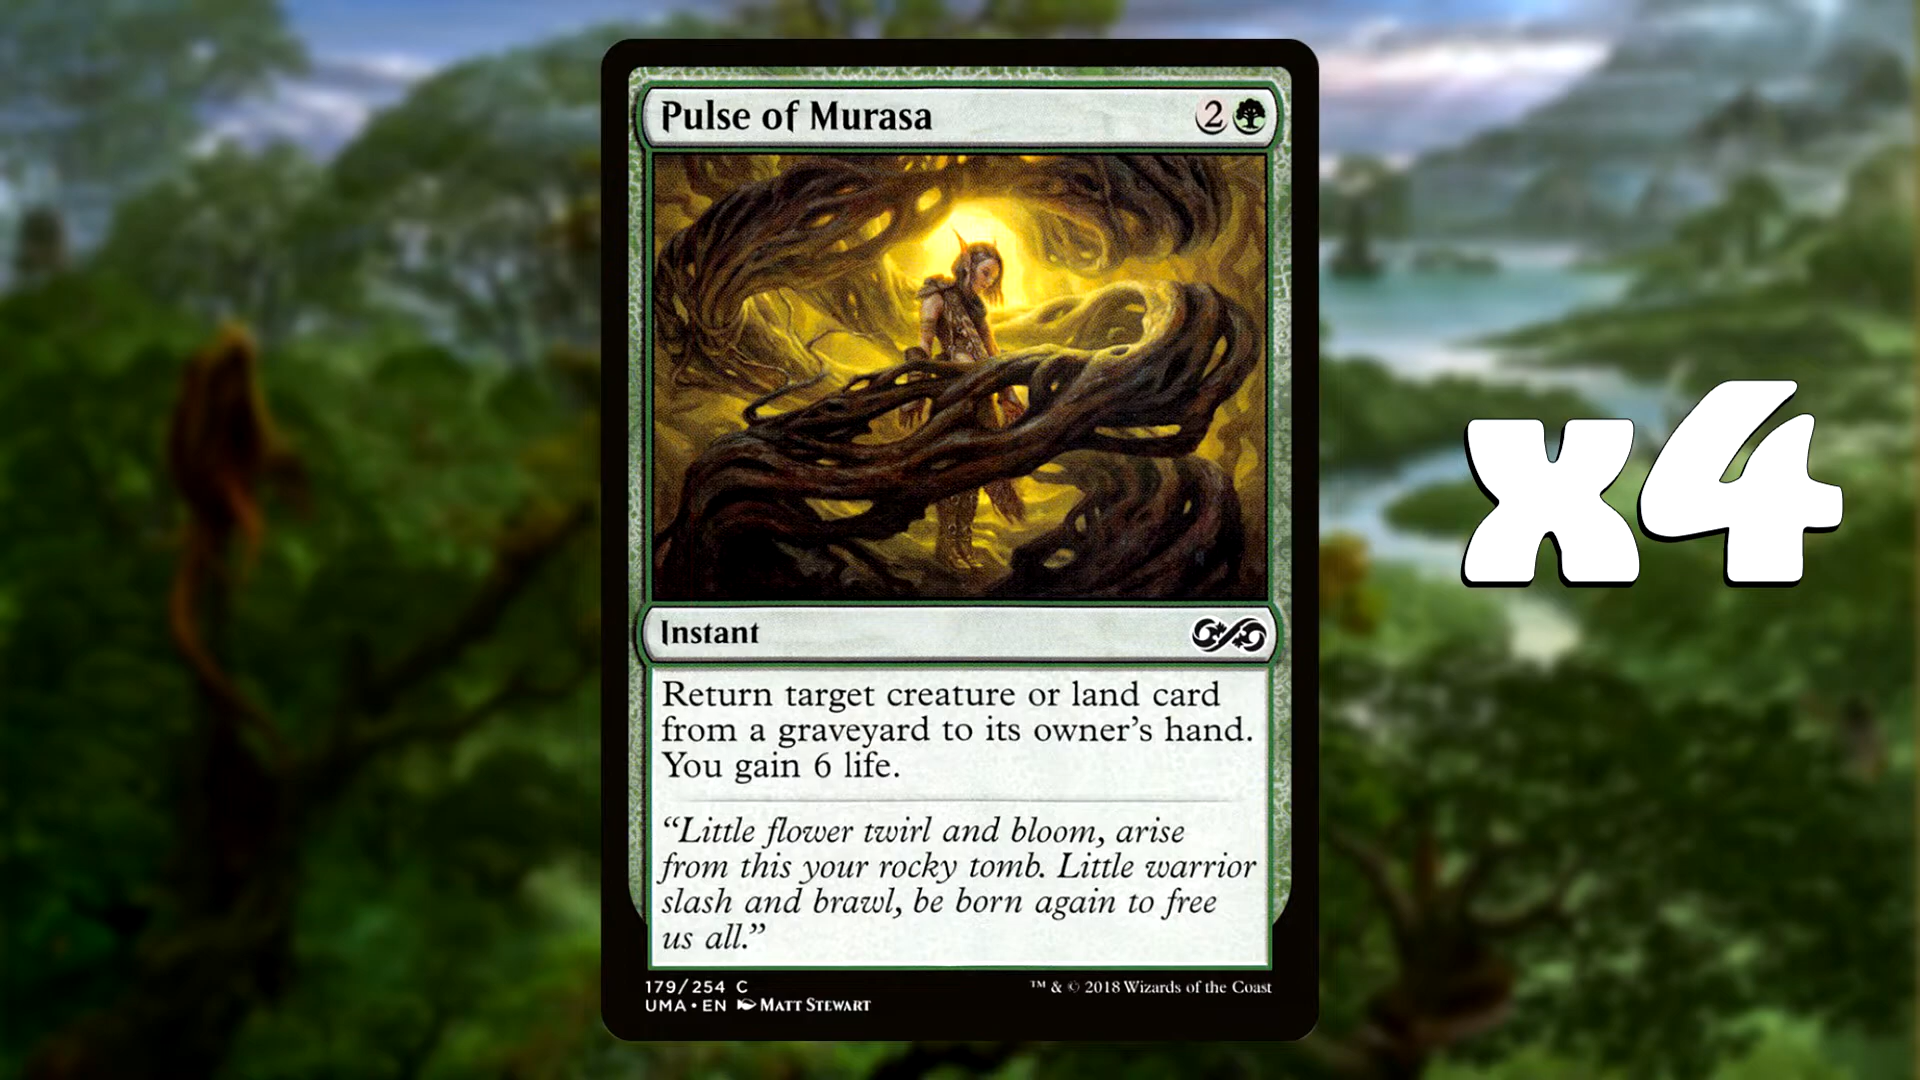 Pulse of Murasa 2
x4
Instant
Return target creature or land card
from a graveyard to its owner's hand.
You gain 6 life.
“Little flower twirl and bloom, arise
from this your rocky tomb. Little warrior
slash and brawl, be born again to free
us all.”
179/254 C
™ & © 2018 Wizards of the Coast
UMA • EN MATT STEWART